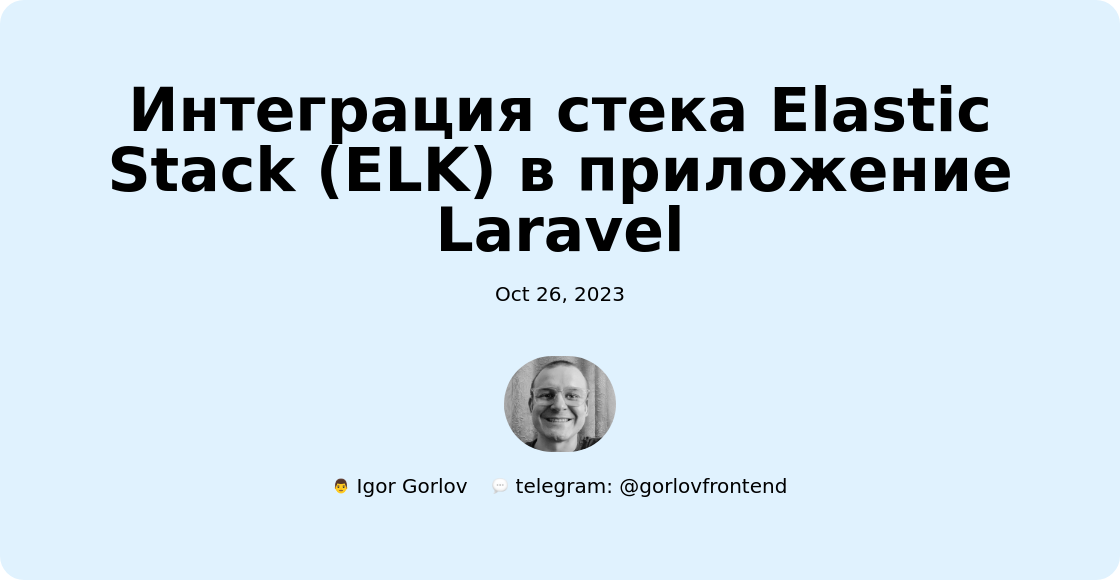 Интеграция стека Elastic
Stack (ELK) в приложение
Laravel
Oct 26, 2023
Igor Gorlov telegram: @gorlovfrontend